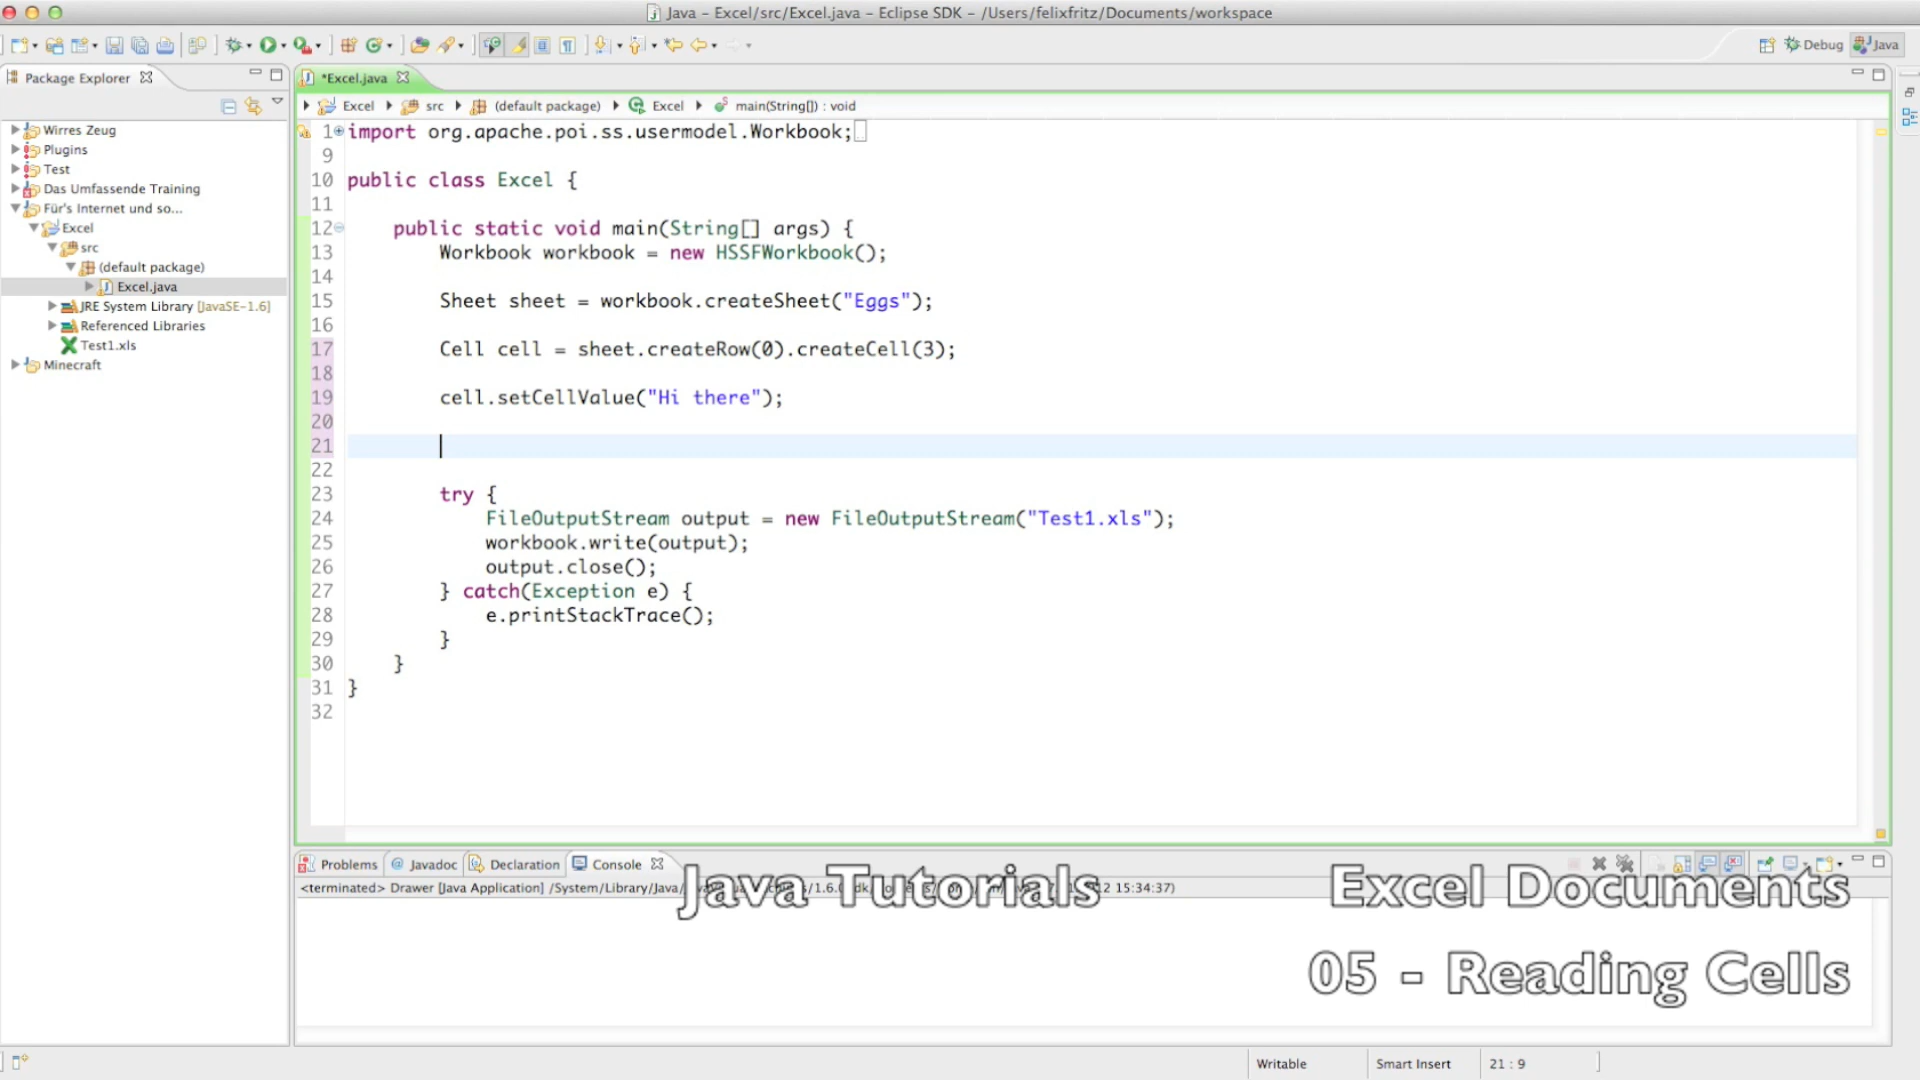 Java – Excel/src/Excel.java – Eclipse SDK – /Users/felixfritz/Documents/workspace
Debug
Java
Package Explorer
*Excel.java
Excel
src
(default package)
Excel
main(String[]) : void
Wirres Zeug
Plugins
Test
Das Umfassende Training
Für's Internet und so...
Excel
src
(default package)
Excel.java
JRE System Library [JavaSE-1.6]
Referenced Libraries
Test1.xls
Minecraft
1 import org.apache.poi.ss.usermodel.Workbook;
9
10 public class Excel {
11
12 public static void main(String[] args) {
13 Workbook workbook = new HSSFWorkbook();
14
15 Sheet sheet = workbook.createSheet("Eggs");
16
17 Cell cell = sheet.createRow(0).createCell(3);
18
19 cell.setCellValue("Hi there");
20
21
22
23 try {
24 FileOutputStream output = new FileOutputStream("Test1.xls");
25 workbook.write(output);
26 output.close();
27 } catch(Exception e) {
28 e.printStackTrace();
29 }
30 }
31 }
32
Problems
Javadoc
Declaration
Console
<terminated> Drawer [Java Application] /System/Library/Java/
15:34:37)
Java Tutorials
Excel Documents
05 - Reading Cells
Writable
Smart Insert
21 : 9